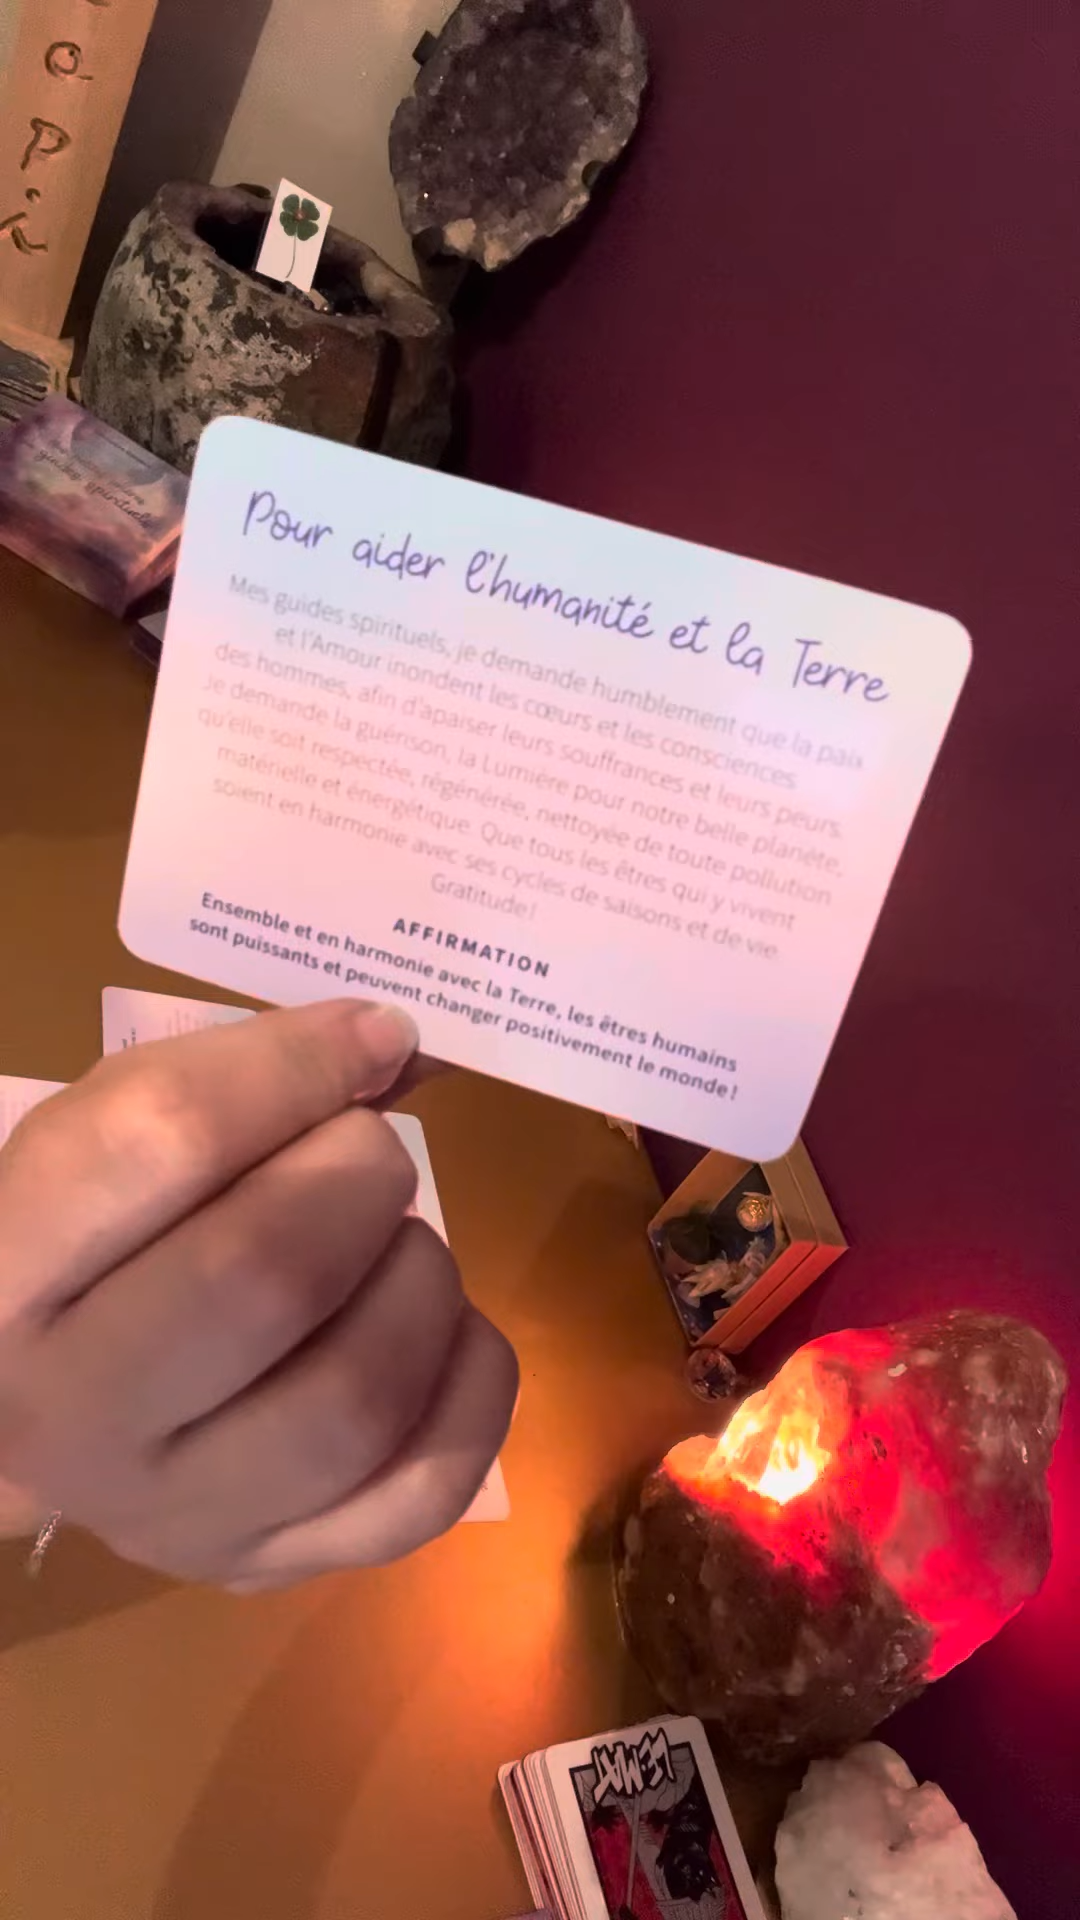 o
p
i
guides spirituels
Pour aider l'humanité et la Terre
Mes guides spirituels, je demande humblement que la paix
et l'Amour inondent les cœurs et les consciences
des hommes, afin d'apaiser leurs souffrances et leurs peurs.
Je demande la guérison, la Lumière pour notre belle planète,
qu'elle soit respectée, régénérée, nettoyée de toute pollution
matérielle et énergétique. Que tous les êtres qui y vivent
soient en harmonie avec ses cycles de saisons et de vie.
Gratitude !
AFFIRMATION
Ensemble et en harmonie avec la Terre, les êtres humains
sont puissants et peuvent changer positivement le monde !
LE MAT